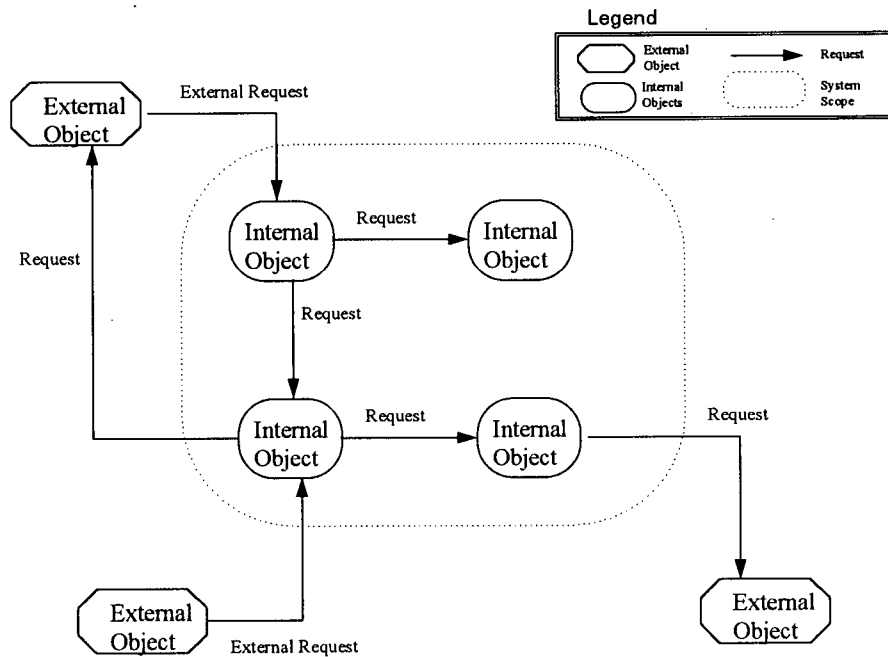 Legend
External
Object
Request
Internal
Objects
System
Scope
External
Object
External Request
Internal
Object
Request
Internal
Object
Request
Request
Internal
Object
Request
Internal
Object
Request
External
Object
External Request
External
Object